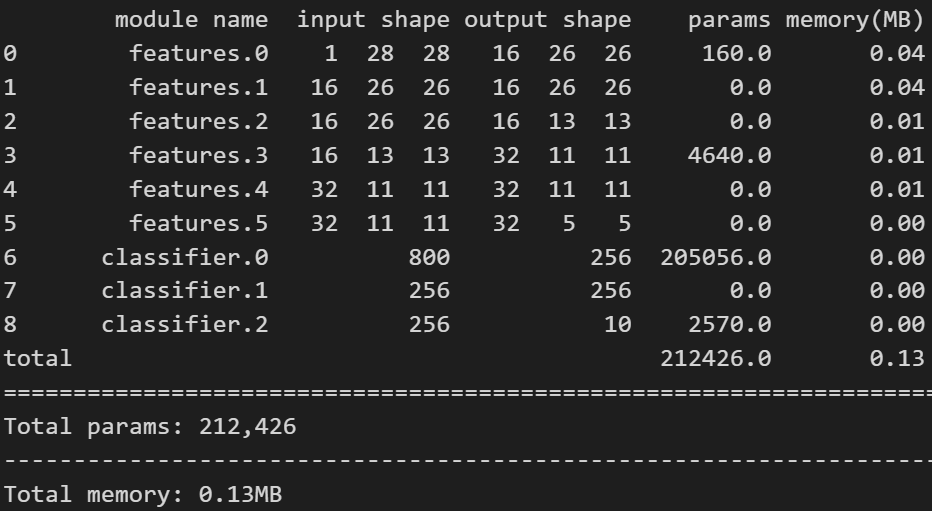 module name input shape output shape params memory(MB)
0 features.0 1 28 28 16 26 26 160.0 0.04
1 features.1 16 26 26 16 26 26 0.0 0.04
2 features.2 16 26 26 16 13 13 0.0 0.01
3 features.3 16 13 13 32 11 11 4640.0 0.01
4 features.4 32 11 11 32 11 11 0.0 0.01
5 features.5 32 11 11 32 5 5 0.0 0.00
6 classifier.0 800 256 205056.0 0.00
7 classifier.1 256 256 0.0 0.00
8 classifier.2 256 10 2570.0 0.00
total 212426.0 0.13
===================================================================
Total params: 212,426
-------------------------------------------------------------------
Total memory: 0.13MB